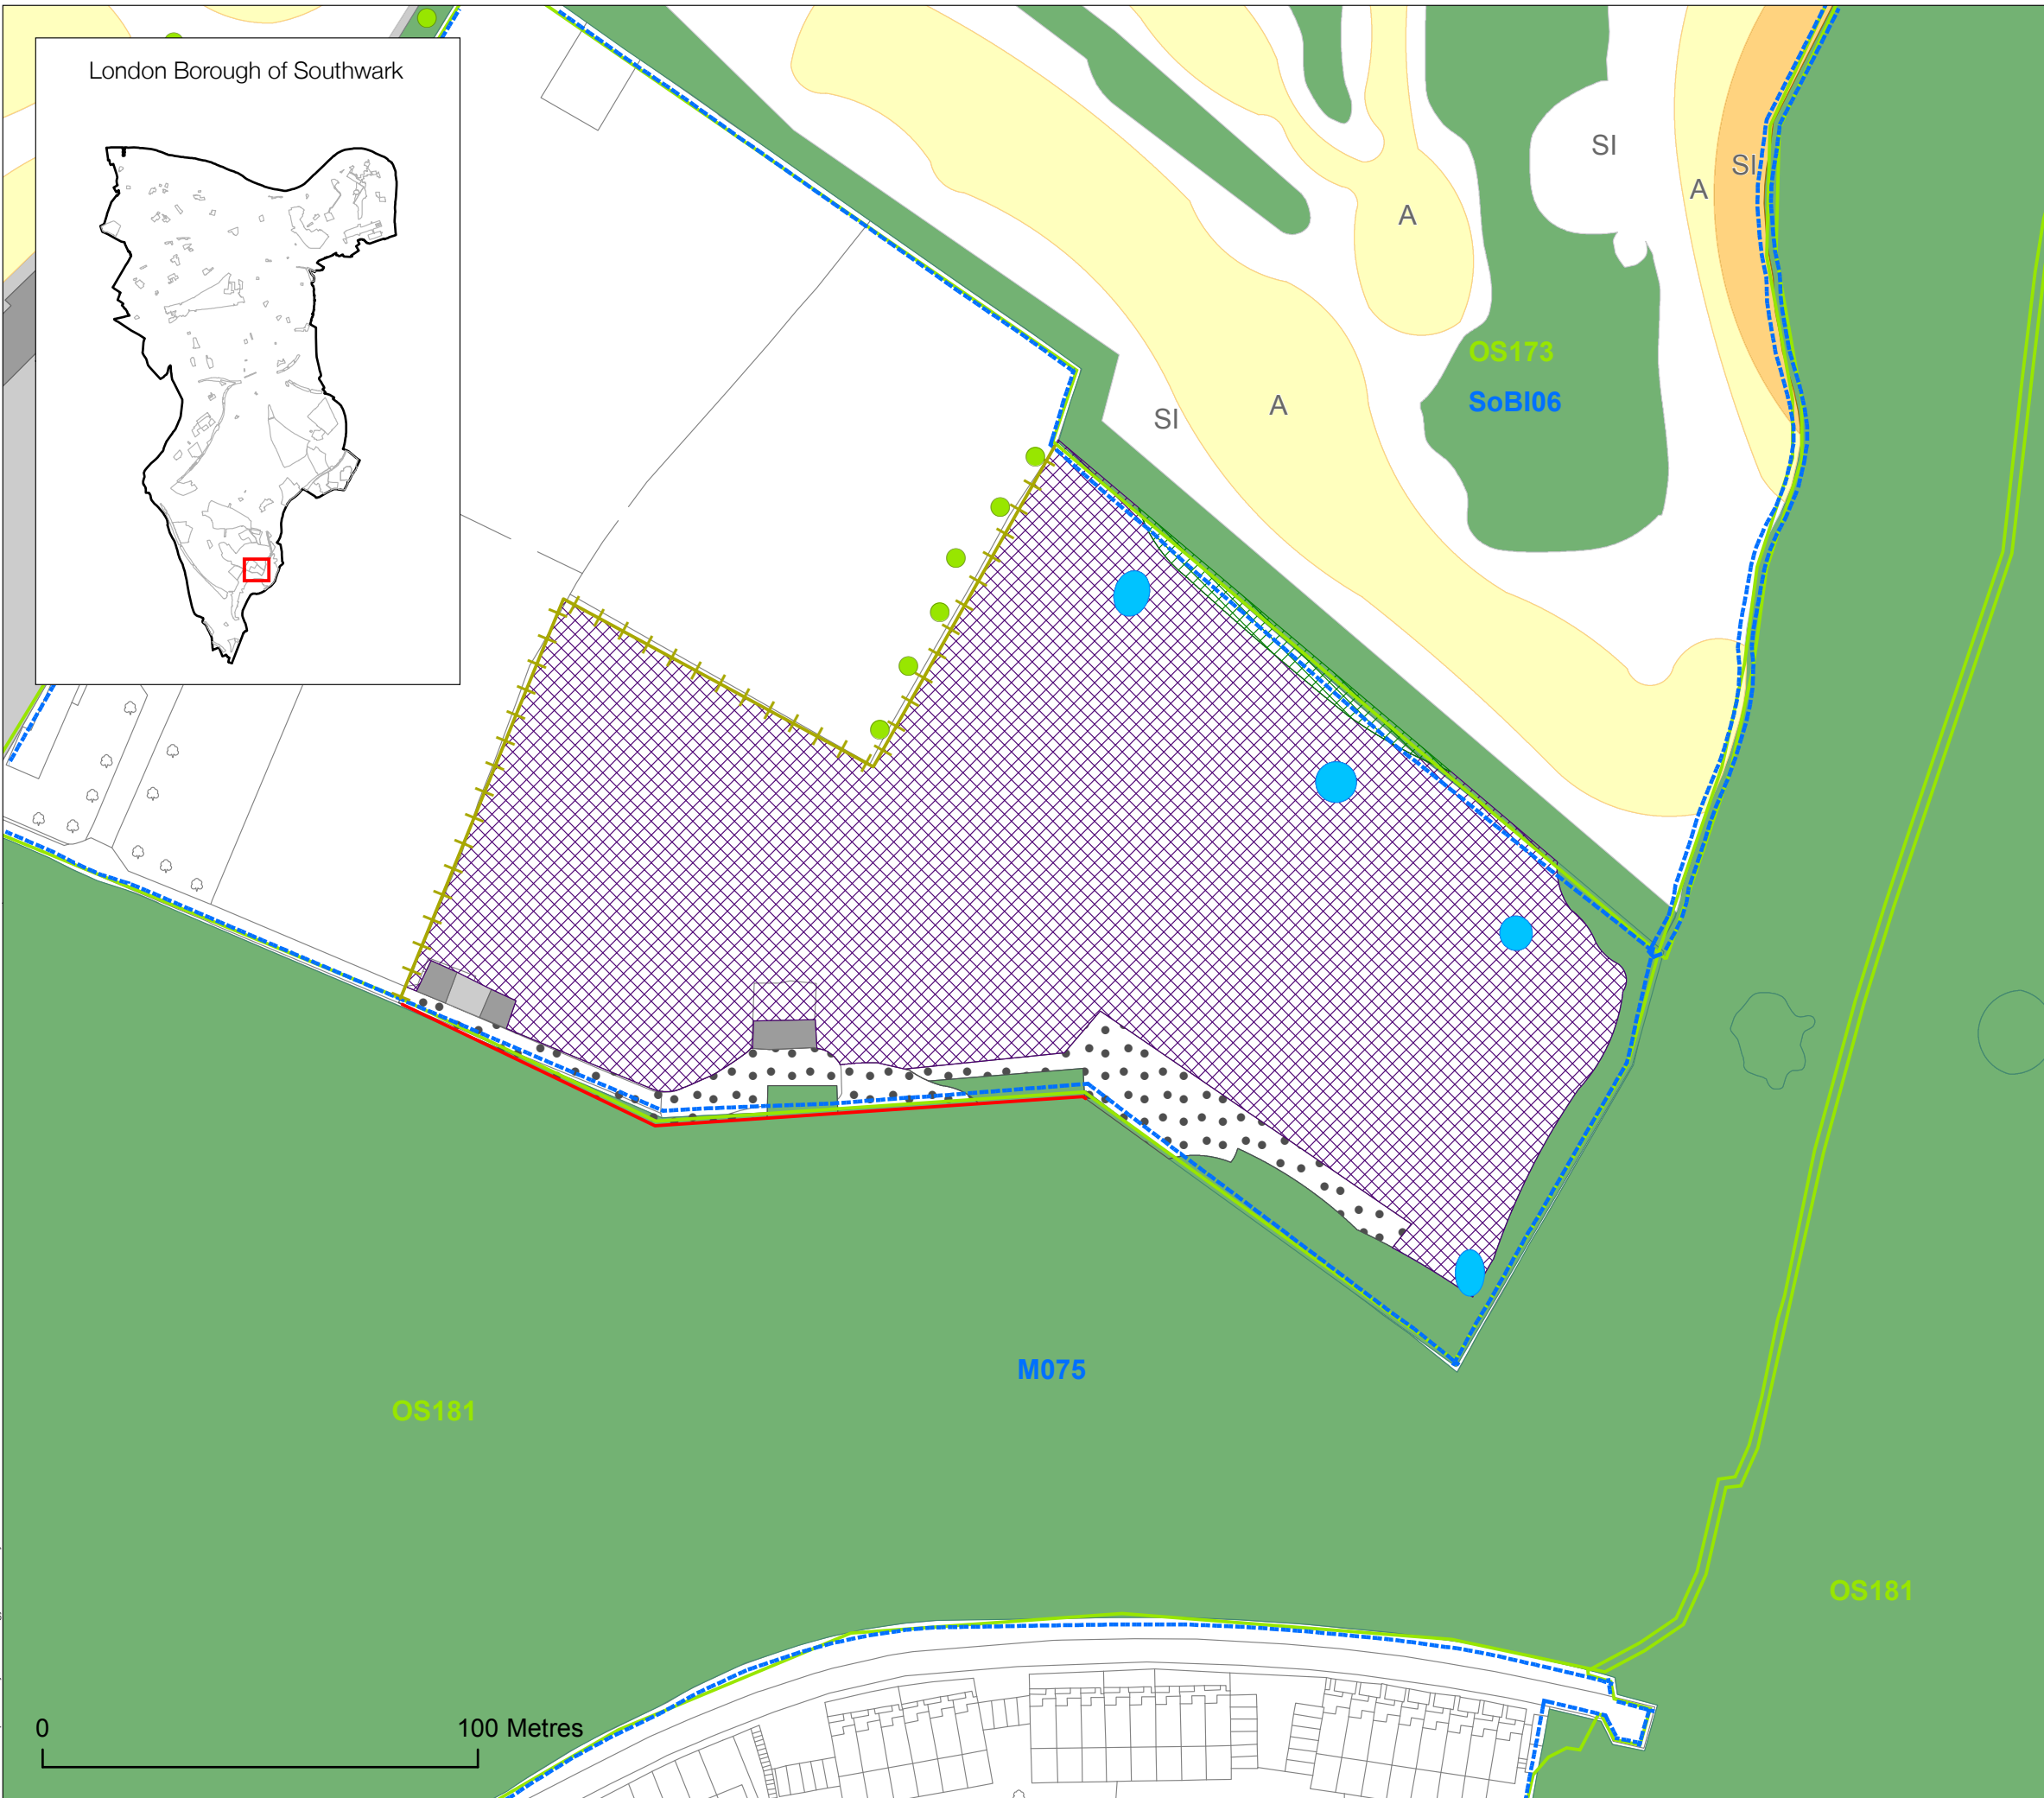 London Borough of Southwark
SI
SI
A
A
OS173
SoBI06
A
SI
M075
OS181
OS181
0
100 Metres